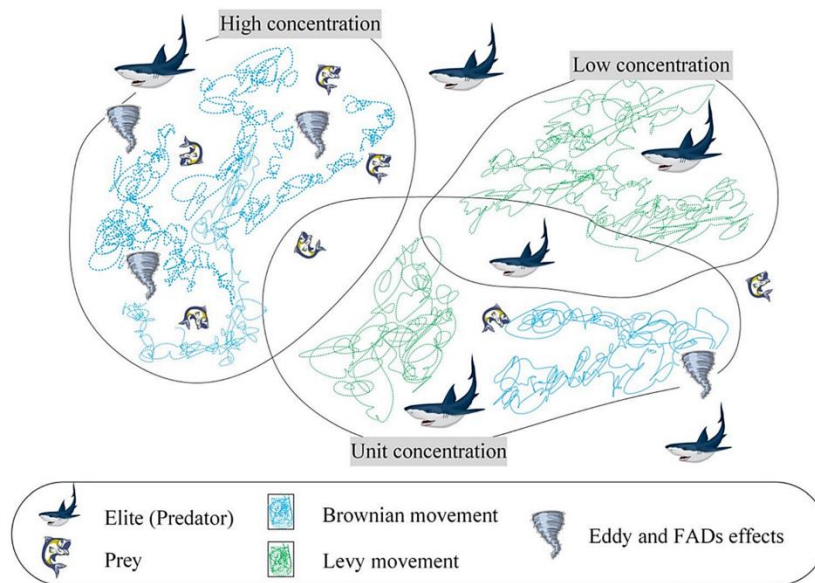 High concentration
Low concentration
Unit concentration
Elite (Predator)
Brownian movement
Eddy and FADs effects
Prey
Levy movement